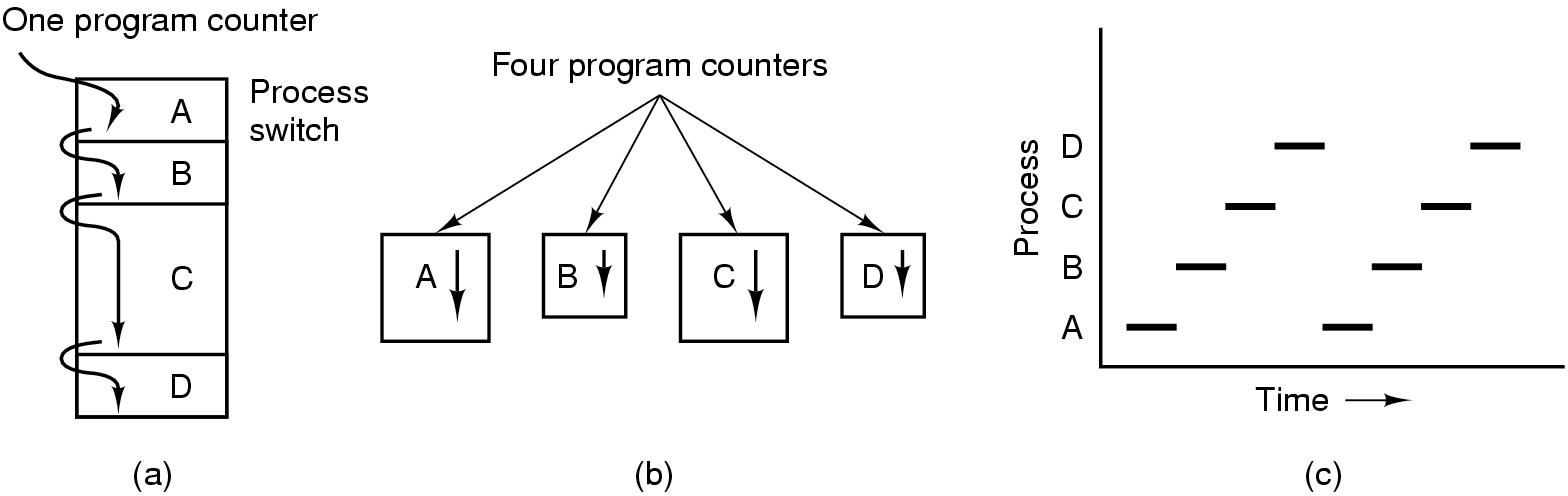 One program counter
A
Process
switch
B
C
D
(a)
Four program counters
A
B
C
D
(b)
Process
D
C
B
A
Time
(c)